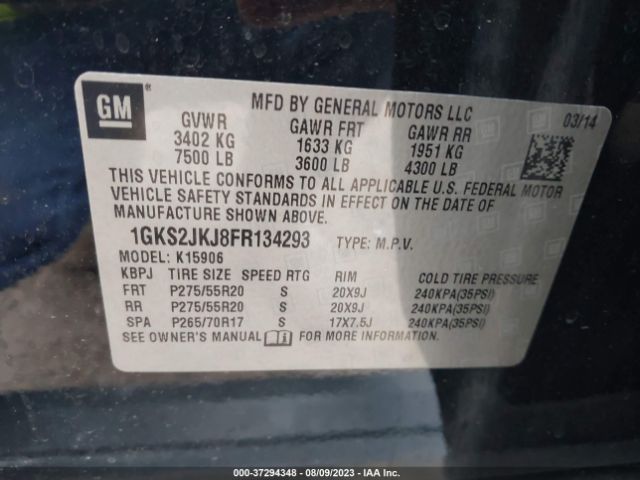 GM
®
MFD BY GENERAL MOTORS LLC
03/14
GVWR GAWR FRT GAWR RR
3402 KG 1633 KG 1951 KG
7500 LB 3600 LB 4300 LB
THIS VEHICLE CONFORMS TO ALL APPLICABLE U.S. FEDERAL MOTOR
VEHICLE SAFETY STANDARDS IN EFFECT ON THE DATE OF
MANUFACTURE SHOWN ABOVE.
1GKS2JKJ8FR134293 TYPE: M.P.V.
MODEL: K15906
KBPJ TIRE SIZE SPEED RTG RIM COLD TIRE PRESSURE
FRT P275/55R20 S 20X9J 240KPA(35PSI)
RR P275/55R20 S 20X9J 240KPA(35PSI)
SPA P265/70R17 S 17X7.5J 240KPA(35PSI)
SEE OWNER'S MANUAL FOR MORE INFORMATION.
000-37294348 - 08/09/2023 - IAA Inc.